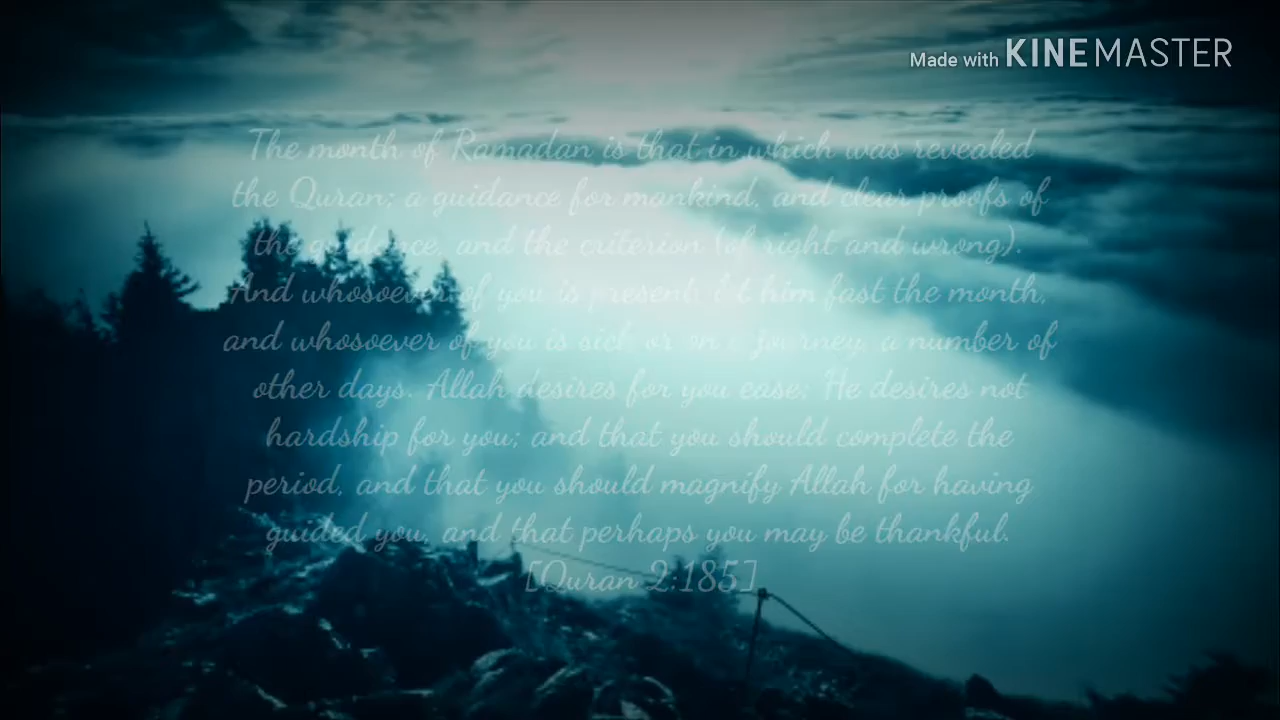 Made with KINEMASTER
The month of Ramadan is that in which was revealed
the Quran; a guidance for mankind, and clear proofs of
the guidance, and the criterion (of right and wrong).
And whosoever of you is present, let him fast the month,
and whosoever of you is sick or on a journey, a number of
other days. Allah desires for you ease; He desires not
hardship for you; and that you should complete the
period, and that you should magnify Allah for having
guided you, and that perhaps you may be thankful.
[Quran 2:185]